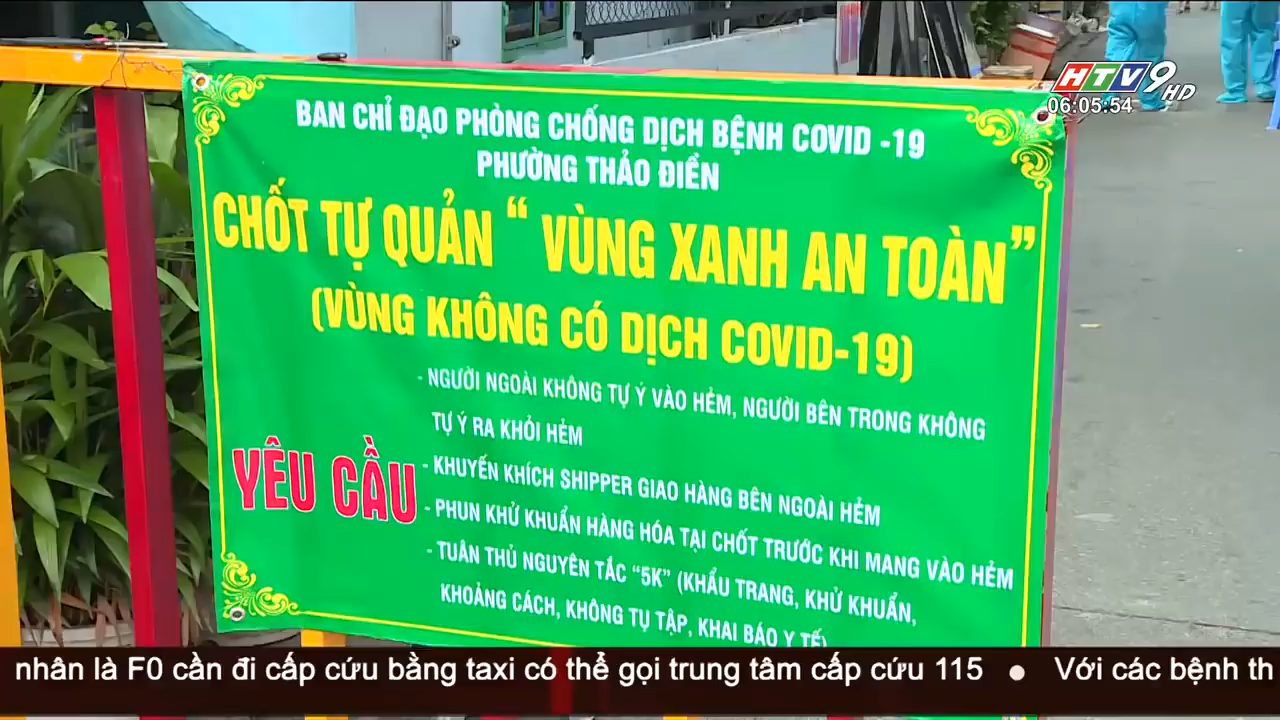 HTV9 HD
06:05:54
BAN CHỈ ĐẠO PHÒNG CHỐNG DỊCH BỆNH COVID -19
PHƯỜNG THẢO ĐIỀN
CHỐT TỰ QUẢN “ VÙNG XANH AN TOÀN”
(VÙNG KHÔNG CÓ DỊCH COVID-19)
YÊU CẦU
- NGƯỜI NGOÀI KHÔNG TỰ Ý VÀO HẺM, NGƯỜI BÊN TRONG KHÔNG
TỰ Ý RA KHỎI HẺM
- KHUYẾN KHÍCH SHIPPER GIAO HÀNG BÊN NGOÀI HẺM
- PHUN KHỬ KHUẨN HÀNG HÓA TẠI CHỐT TRƯỚC KHI MANG VÀO HẺM
- TUÂN THỦ NGUYÊN TẮC “5K” (KHẨU TRANG, KHỬ KHUẨN,
KHOẢNG CÁCH, KHÔNG TỤ TẬP, KHAI BÁO Y TẾ)
nhân là F0 cần đi cấp cứu bằng taxi có thể gọi trung tâm cấp cứu 115 ● Với các bệnh th